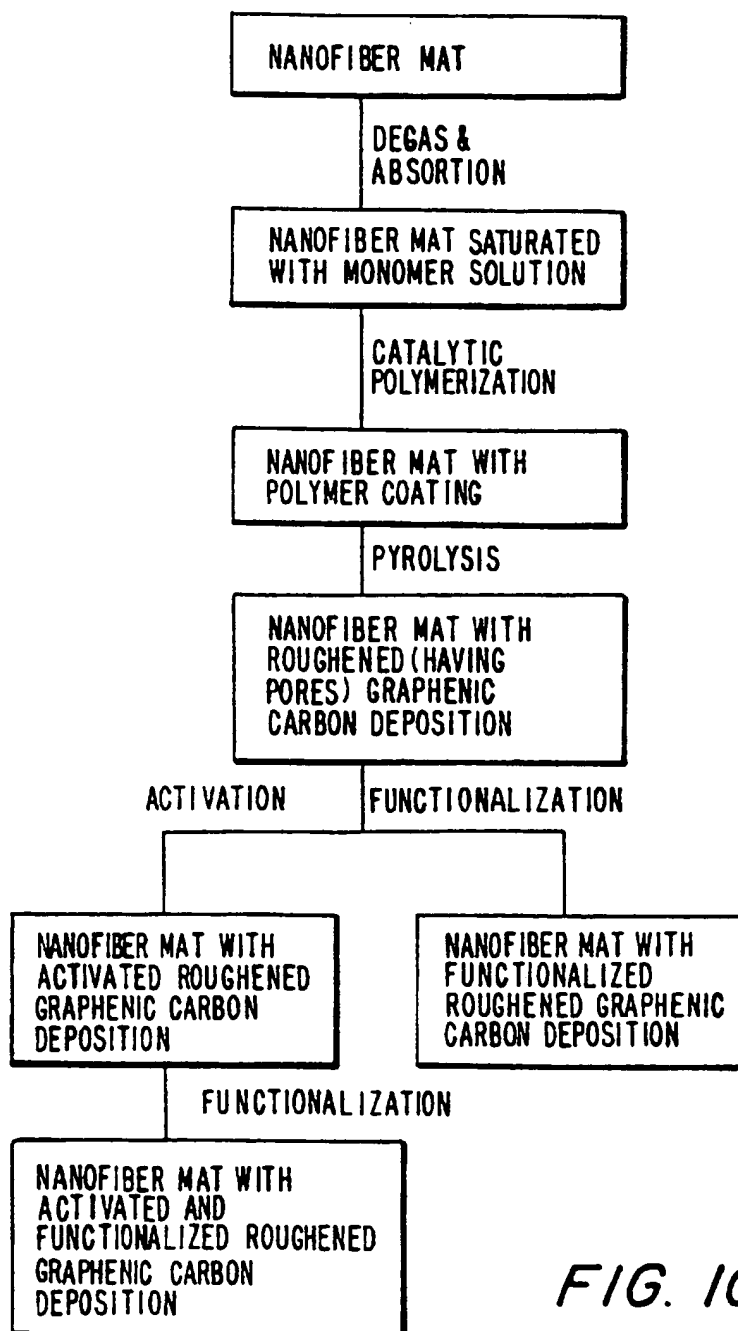 NANOFIBER MAT
DEGAS &
ABSORTION
NANOFIBER MAT SATURATED
WITH MONOMER SOLUTION
CATALYTIC
POLYMERIZATION
NANOFIBER MAT WITH
POLYMER COATING
PYROLYSIS
NANOFIBER MAT WITH
ROUGHENED (HAVING
PORES) GRAPHENIC
CARBON DEPOSITION
ACTIVATION
FUNCTIONALIZATION
NANOFIBER MAT WITH
ACTIVATED ROUGHENED
GRAPHENIC CARBON
DEPOSITION
NANOFIBER MAT WITH
FUNCTIONALIZED
ROUGHENED GRAPHENIC
CARBON DEPOSITION
FUNCTIONALIZATION
NANOFIBER MAT WITH
ACTIVATED AND
FUNCTIONALIZED ROUGHENED
GRAPHENIC CARBON
DEPOSITION
FIG.